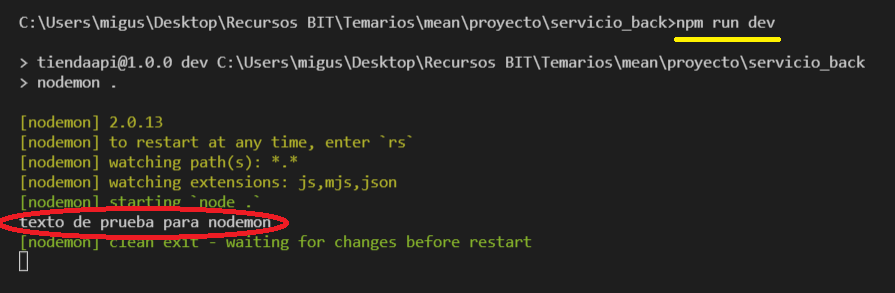 C:\Users\migus\Desktop\Recursos BIT\Temarios\mean\proyecto\servicio_back>npm run dev
> tiendaapi@1.0.0 dev C:\Users\migus\Desktop\Recursos BIT\Temarios\mean\proyecto\servicio_back
> nodemon .
[nodemon] 2.0.13
[nodemon] to restart at any time, enter `rs`
[nodemon] watching path(s): *.*
[nodemon] watching extensions: js,mjs,json
[nodemon] starting `node .`
texto de prueba para nodemon
[nodemon] clean exit - waiting for changes before restart